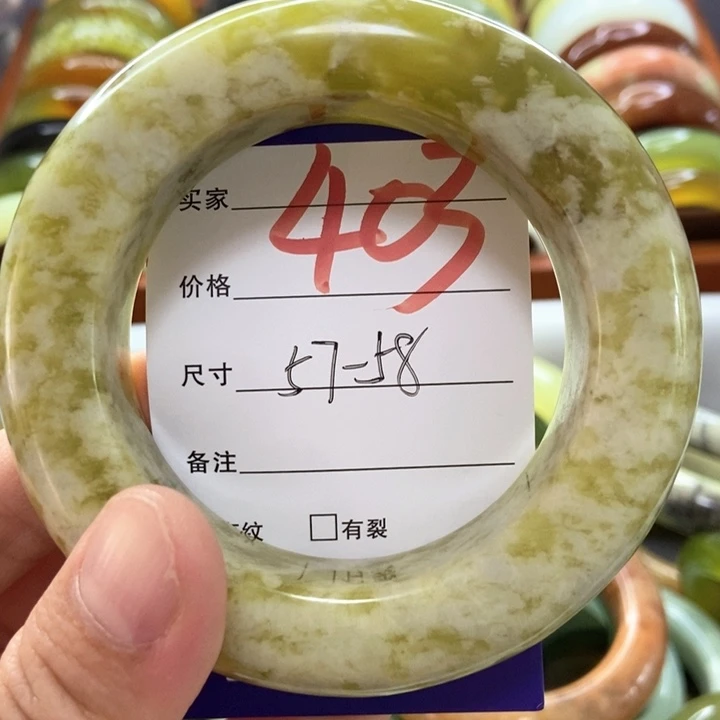 403
买家
价格
尺寸 57-58
备注
纹 □有裂